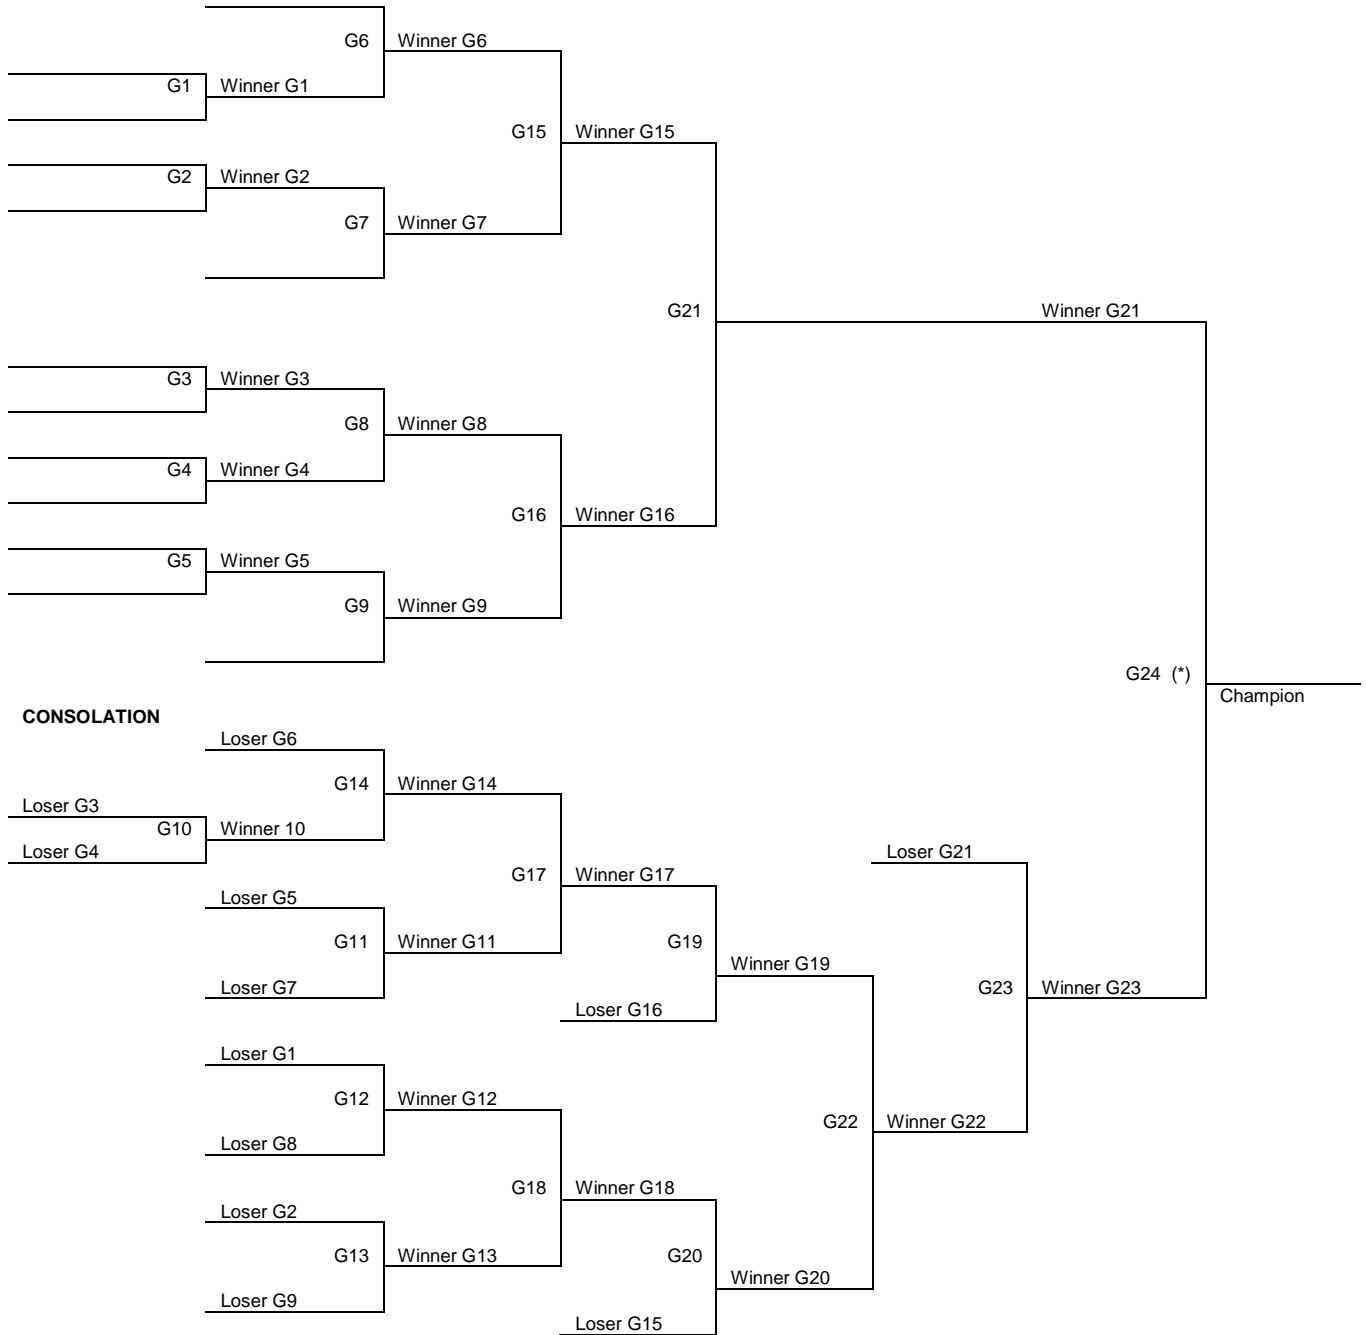 G6 Winner G6
G1 Winner G1
G15 Winner G15
G2 Winner G2
G7 Winner G7
G21 Winner G21
G3 Winner G3
G8 Winner G8
G4 Winner G4
G16 Winner G16
G5 Winner G5
G9 Winner G9
G24 (*)
Champion
CONSOLATION
Loser G6
G14 Winner G14
Loser G3
G10 Winner 10
Loser G4 Loser G21
G17 Winner G17
Loser G5
G11 Winner G11 G19
Winner G19
Loser G7 G23 Winner G23
Loser G16
Loser G1
G12 Winner G12
G22 Winner G22
Loser G8
G18 Winner G18
Loser G2
G13 Winner G13 G20
Winner G20
Loser G9
Loser G15